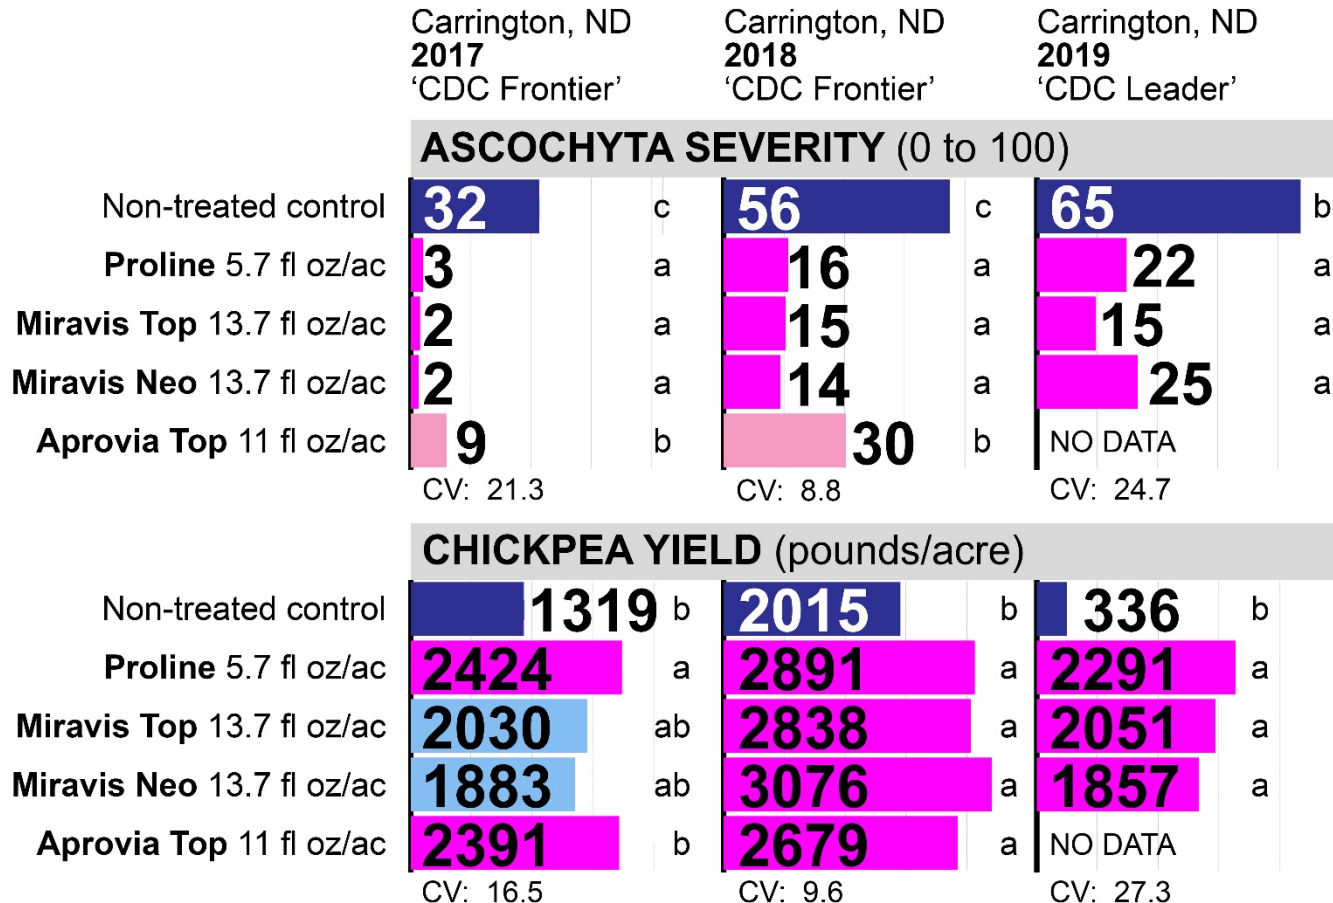 Carrington, ND Carrington, ND Carrington, ND
2017 2018 2019
‘CDC Frontier’ ‘CDC Frontier’ ‘CDC Leader’
ASCOCHYTA SEVERITY (0 to 100)
Non-treated control 32 c 56 c 65 b
Proline 5.7 fl oz/ac 3 a 16 a 22 a
Miravis Top 13.7 fl oz/ac 2 a 15 a 15 a
Miravis Neo 13.7 fl oz/ac 2 a 14 a 25 a
Aprovia Top 11 fl oz/ac 9 b 30 b NO DATA
CV: 21.3 CV: 8.8 CV: 24.7
CHICKPEA YIELD (pounds/acre)
Non-treated control 1319 b 2015 b 336 b
Proline 5.7 fl oz/ac 2424 a 2891 a 2291 a
Miravis Top 13.7 fl oz/ac 2030 ab 2838 a 2051 a
Miravis Neo 13.7 fl oz/ac 1883 ab 3076 a 1857 a
Aprovia Top 11 fl oz/ac 2391 b 2679 a NO DATA
CV: 16.5 CV: 9.6 CV: 27.3